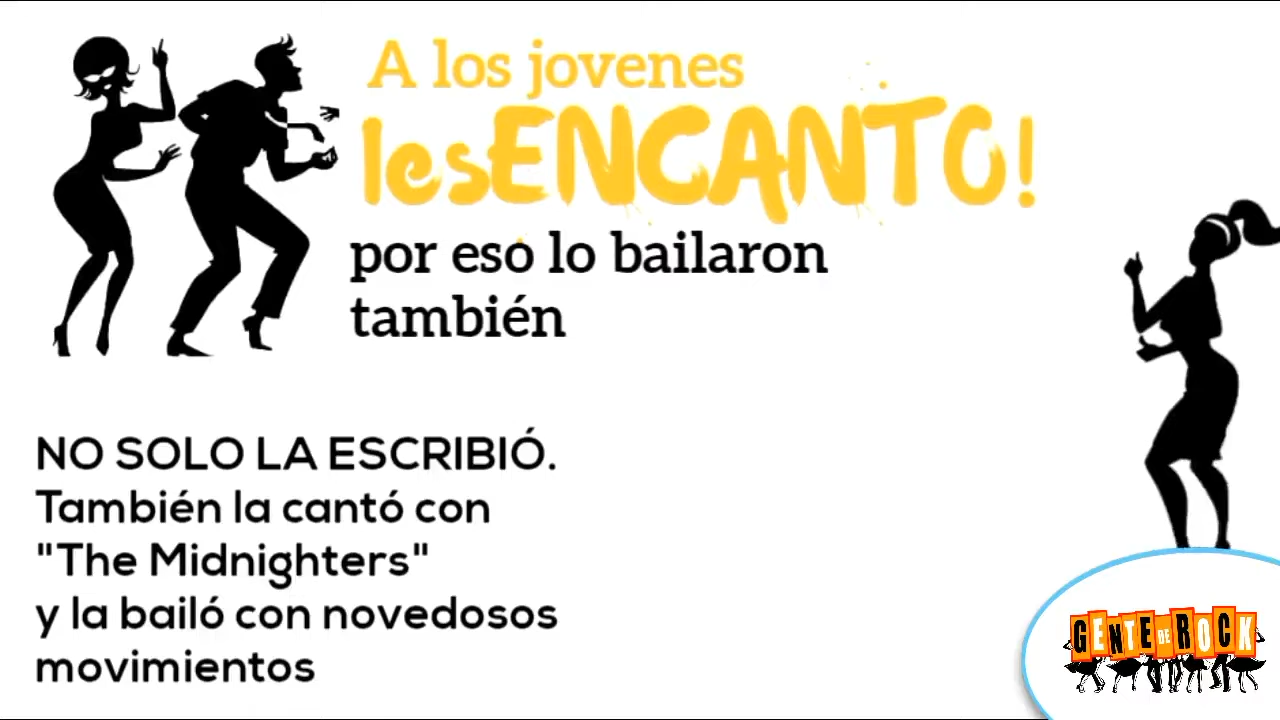 A los jovenes
lesENCANTO!
por eso lo bailaron
también
NO SOLO LA ESCRIBIÓ.
También la cantó con
"The Midnighters"
y la bailó con novedosos
movimientos
GENTE DE ROCK